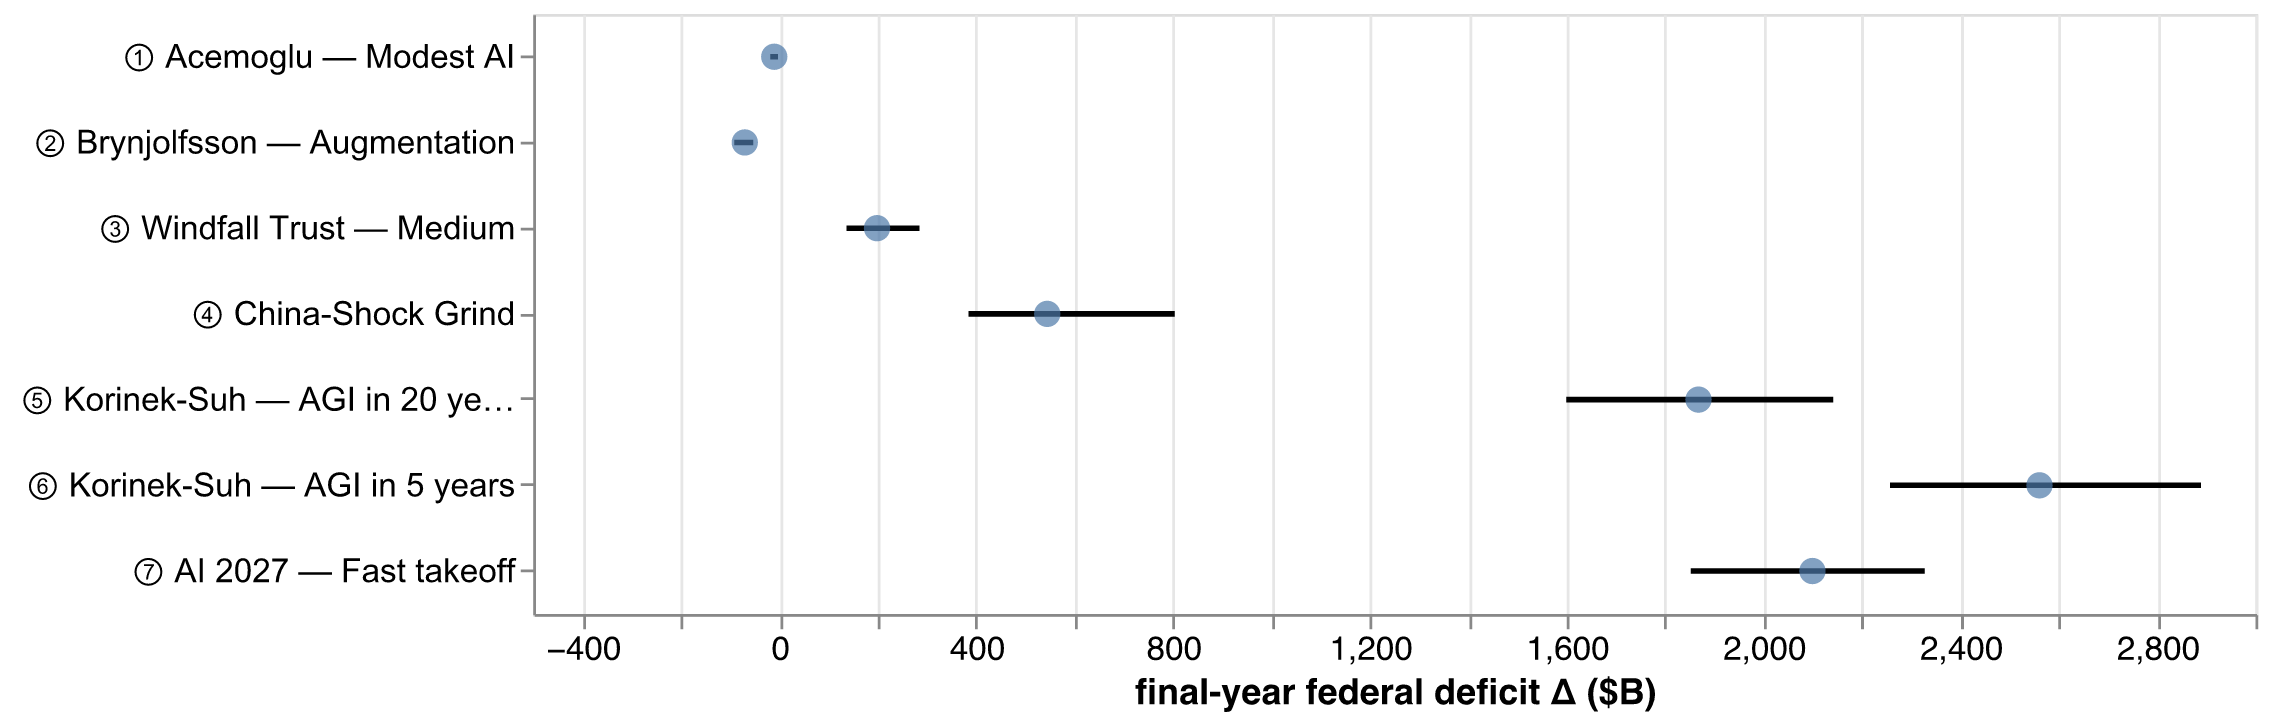 ① Acemoglu — Modest AI
② Brynjolfsson — Augmentation
③ Windfall Trust — Medium
④ China-Shock Grind
⑤ Korinek-Suh — AGI in 20 ye…
⑥ Korinek-Suh — AGI in 5 years
⑦ AI 2027 — Fast takeoff
−400 0 400 800 1,200 1,600 2,000 2,400 2,800
final-year federal deficit Δ ($B)